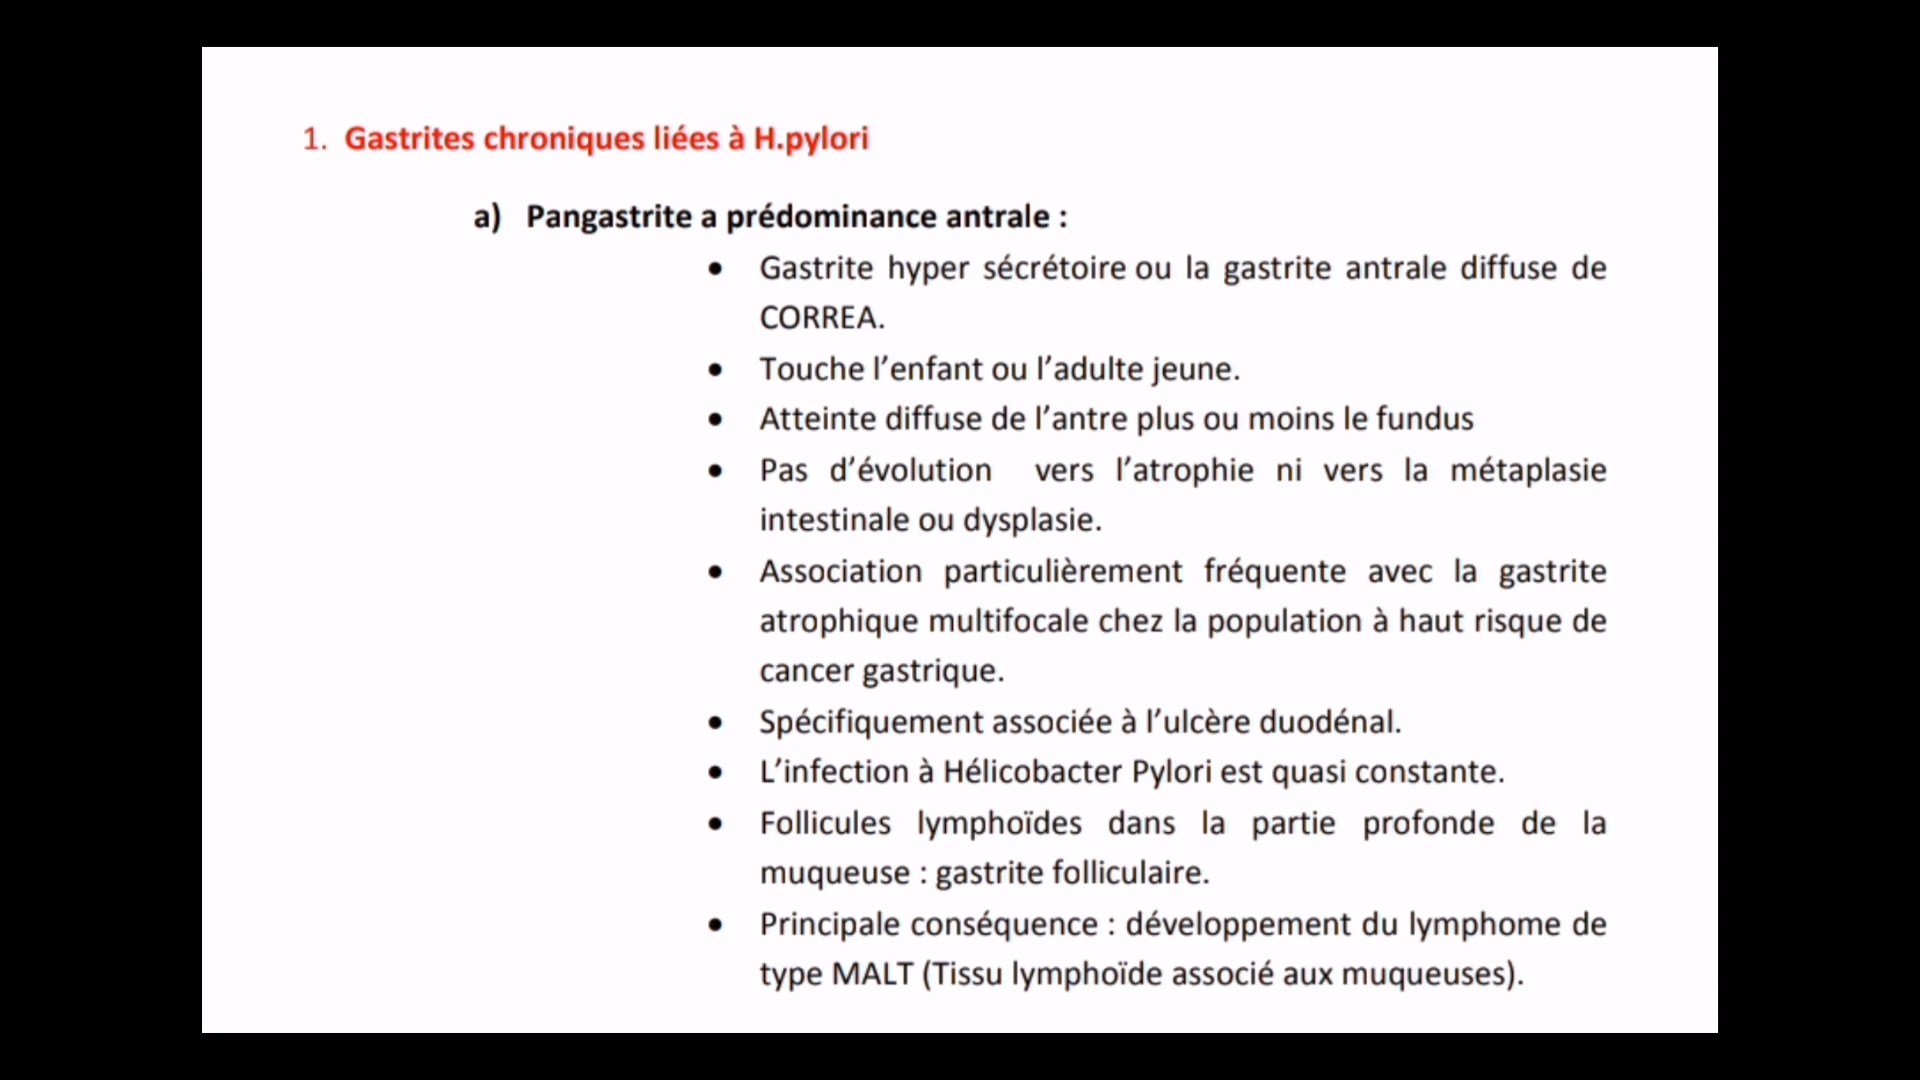 1. Gastrites chroniques liées à H.pylori
a) Pangastrite a prédominance antrale :
• Gastrite hyper sécrétoire ou la gastrite antrale diffuse de
CORREA.
• Touche l’enfant ou l’adulte jeune.
• Atteinte diffuse de l’antre plus ou moins le fundus
• Pas d’évolution vers l’atrophie ni vers la métaplasie
intestinale ou dysplasie.
• Association particulièrement fréquente avec la gastrite
atrophique multifocale chez la population à haut risque de
cancer gastrique.
• Spécifiquement associée à l’ulcère duodénal.
• L’infection à Hélicobacter Pylori est quasi constante.
• Follicules lymphoïdes dans la partie profonde de la
muqueuse : gastrite folliculaire.
• Principale conséquence : développement du lymphome de
type MALT (Tissu lymphoïde associé aux muqueuses).